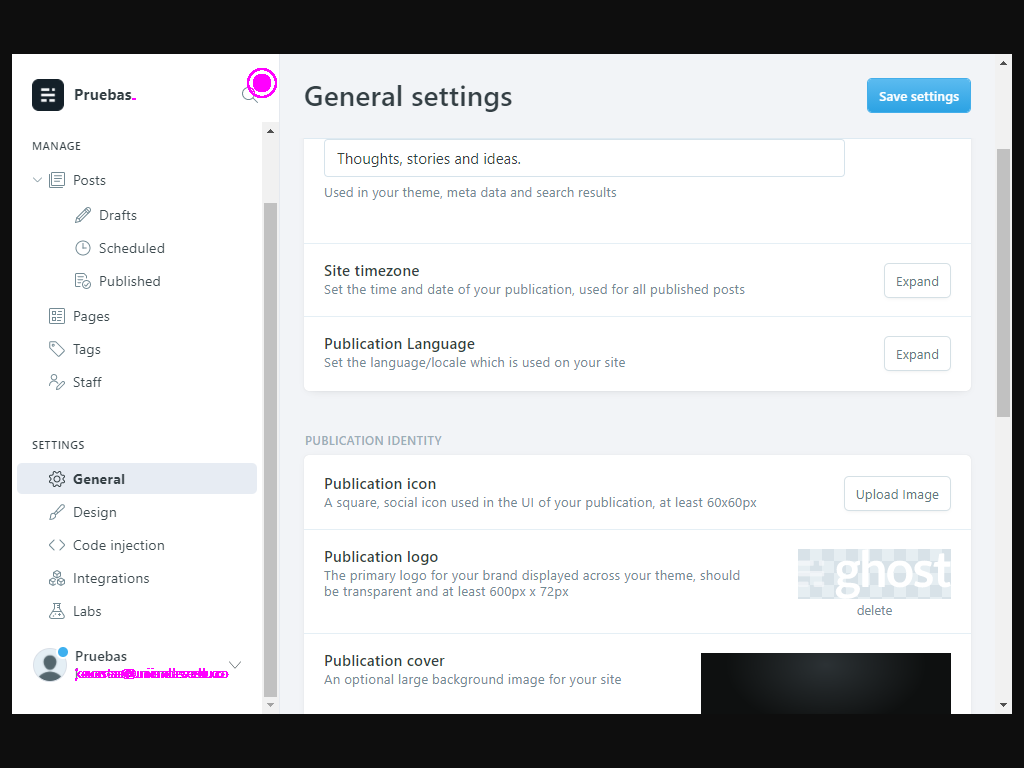 Pruebas.
General settings
Save settings
MANAGE
Posts
Drafts
Scheduled
Published
Pages
Tags
Staff
SETTINGS
General
Design
Code injection
Integrations
Labs
Pruebas
Thoughts, stories and ideas.
Used in your theme, meta data and search results
Site timezone
Set the time and date of your publication, used for all published posts
Expand
Publication Language
Set the language/locale which is used on your site
Expand
PUBLICATION IDENTITY
Publication icon
A square, social icon used in the UI of your publication, at least 60x60px
Upload Image
Publication logo
The primary logo for your brand displayed across your theme, should
be transparent and at least 600px x 72px
ghost
delete
Publication cover
An optional large background image for your site